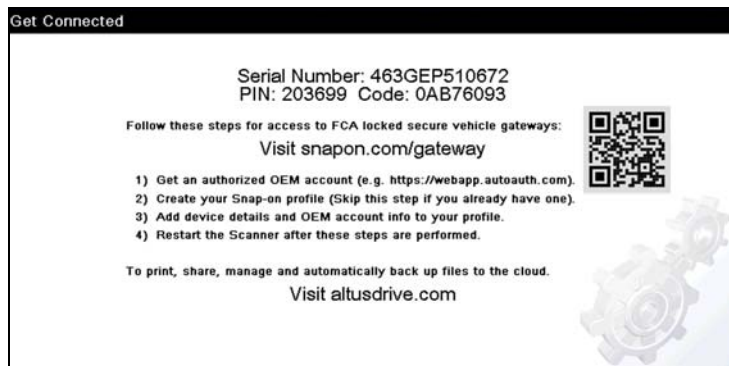 Get Connected
Serial Number: 463GEP510672
PIN: 203699 Code: 0AB76093
Follow these steps for access to FCA locked secure vehicle gateways:
Visit snapon.com/gateway
1) Get an authorized OEM account (e.g. https://webapp.autoauth.com).
2) Create your Snap-on profile (Skip this step if you already have one).
3) Add device details and OEM account info to your profile.
4) Restart the Scanner after these steps are performed.
To print, share, manage and automatically back up files to the cloud.
Visit altusdrive.com